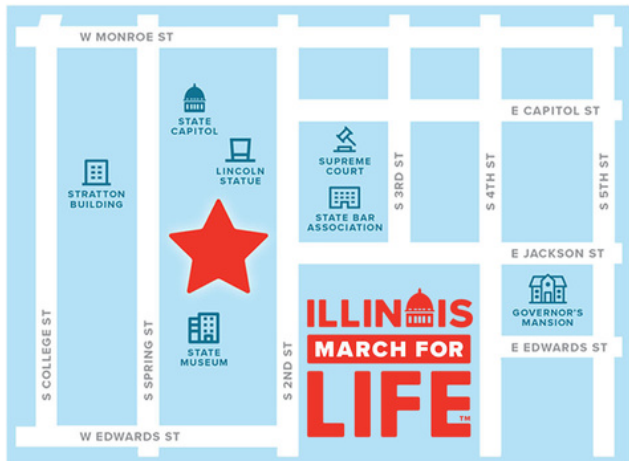 W MONROE ST
STATE
CAPITOL
E CAPITOL ST
LINCOLN
STATUE
SUPREME
COURT
STRATTON
BUILDING
STATE BAR
ASSOCIATION
S 3RD ST
S 4TH ST
S 5TH ST
E JACKSON ST
GOVERNOR'S
MANSION
S COLLEGE ST
S SPRING ST
STATE
MUSEUM
S 2ND ST
ILLINOIS
MARCH FOR
LIFE™
E EDWARDS ST
W EDWARDS ST